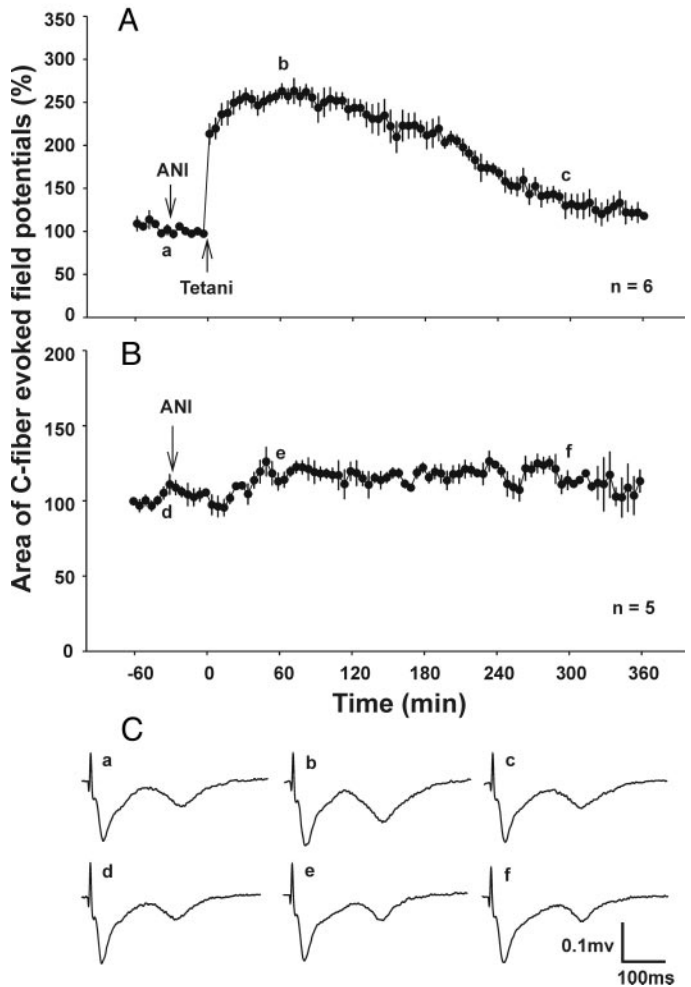 A
Area of C-fiber evoked field potentials (%)
350
300
250
200
150
100
50
0
b
ANI
a
c
Tetani
n = 6
B
200
150
100
50
0
ANI
d
e
f
n = 5
-60 0 60 120 180 240 300 360
Time (min)
C
a b c
d e f
0.1mv
100ms